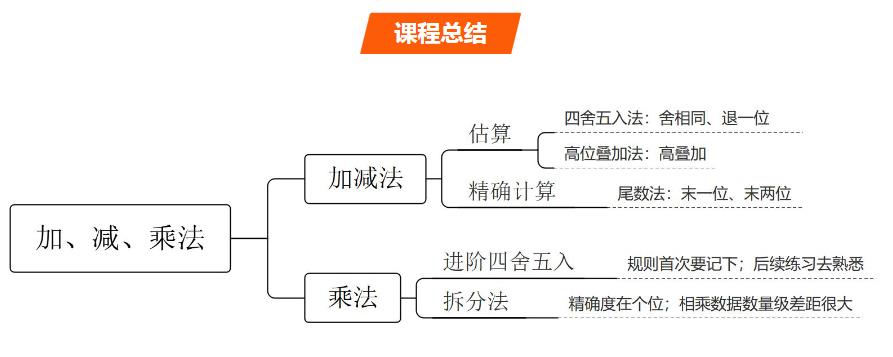 课程总结
加、减、乘法
加减法
估算
四舍五入法：舍相同、退一位
高位叠加法：高叠加
精确计算
尾数法：末一位、末两位
乘法
进阶四舍五入
规则首次要记下；后续练习去熟悉
拆分法
精确度在个位；相乘数据数量级差距很大